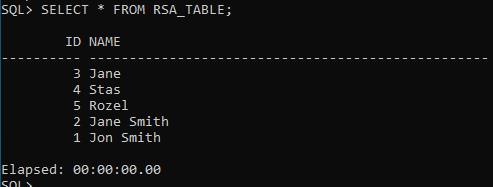 SQL> SELECT * FROM RSA_TABLE;
        ID NAME
---------- --------------------------------------------------
         3 Jane
         4 Stas
         5 Rozel
         2 Jane Smith
         1 Jon Smith
Elapsed: 00:00:00.00
SQL>